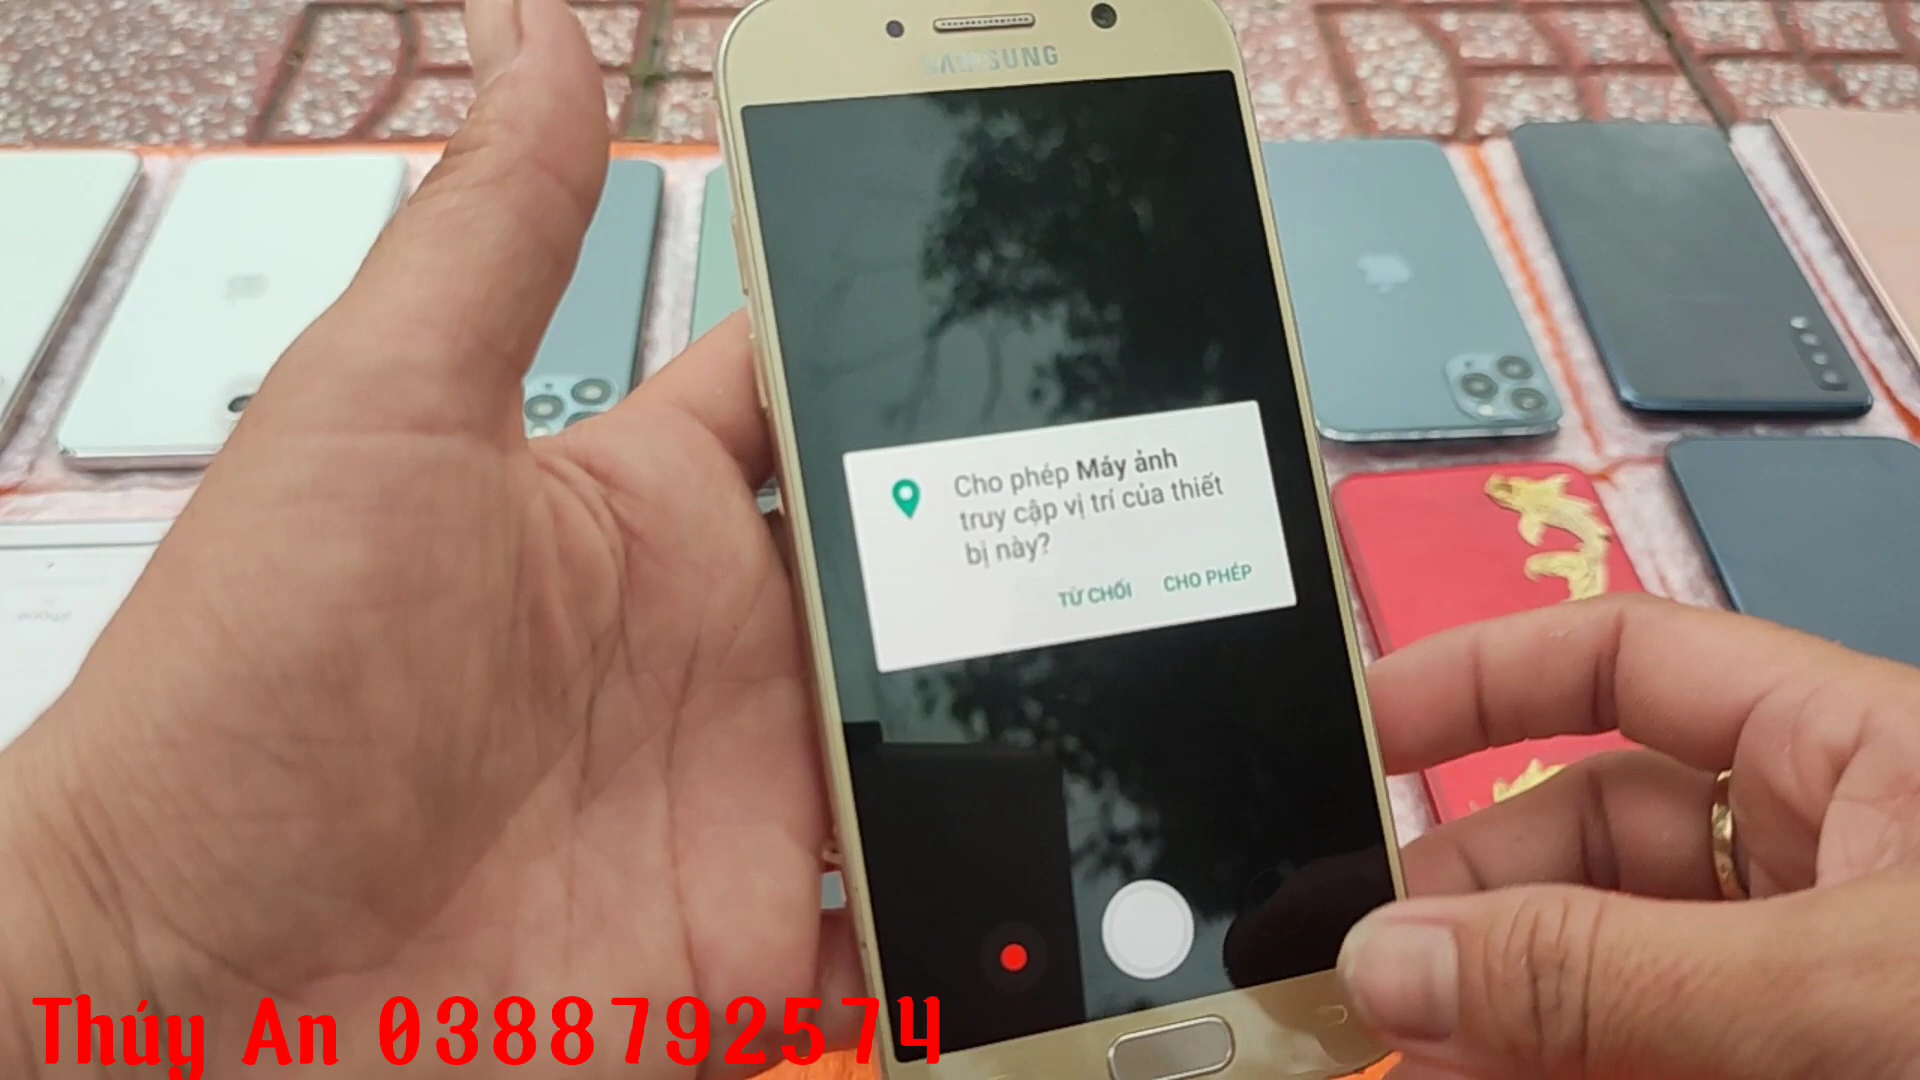 SAMSUNG
Cho phép Máy ảnh
truy cập vị trí của thiết
bị này?
TỪ CHỐI CHO PHÉP
Thúy An 0388792574